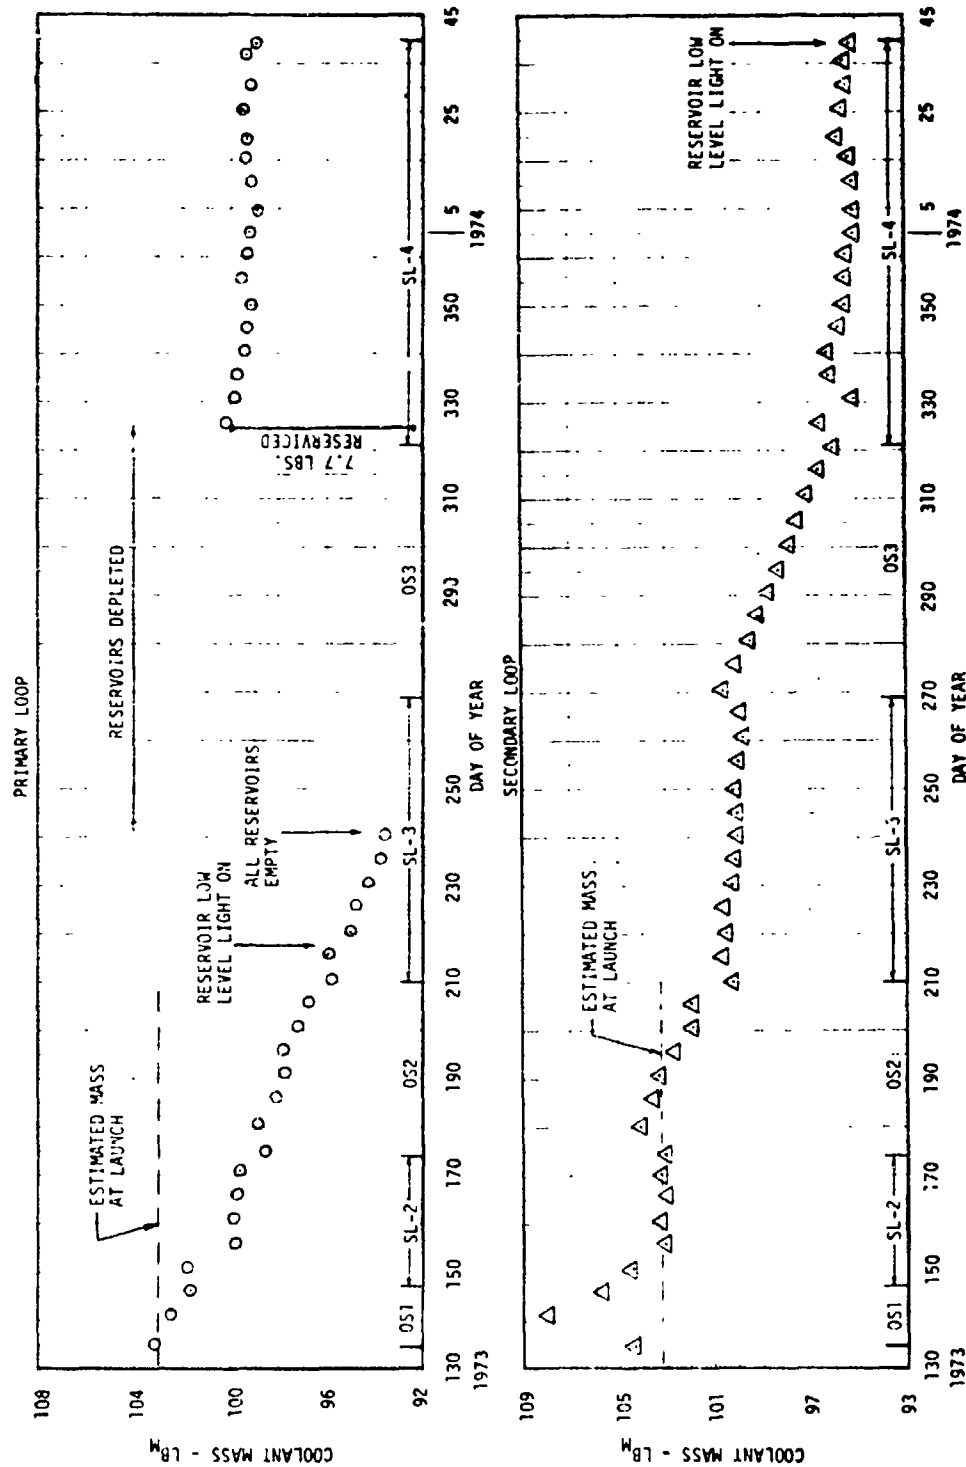 PRIMARY LOOP
COOLANT MASS - LBM
108
104
100
96
92
ESTIMATED MASS
AT LAUNCH
RESERVOIR LOW
LEVEL LIGHT ON
ALL RESERVOIRS
EMPTY
RESERVOIRS DEPLETED
7.7 LBS.
RESERVICED
OS1
SL-2
OS2
SL-3
OS3
SL-4
130
150
170
190
210
230
250
270
290
310
330
350
5
25
45
1973
DAY OF YEAR
1974
SECONDARY LOOP
COOLANT MASS - LBM
109
105
101
97
93
ESTIMATED MASS
AT LAUNCH
RESERVOIR LOW
LEVEL LIGHT ON
OS1
SL-2
OS2
SL-3
OS3
SL-4
130
150
170
190
210
230
250
270
290
310
330
350
5
25
45
1973
DAY OF YEAR
1974